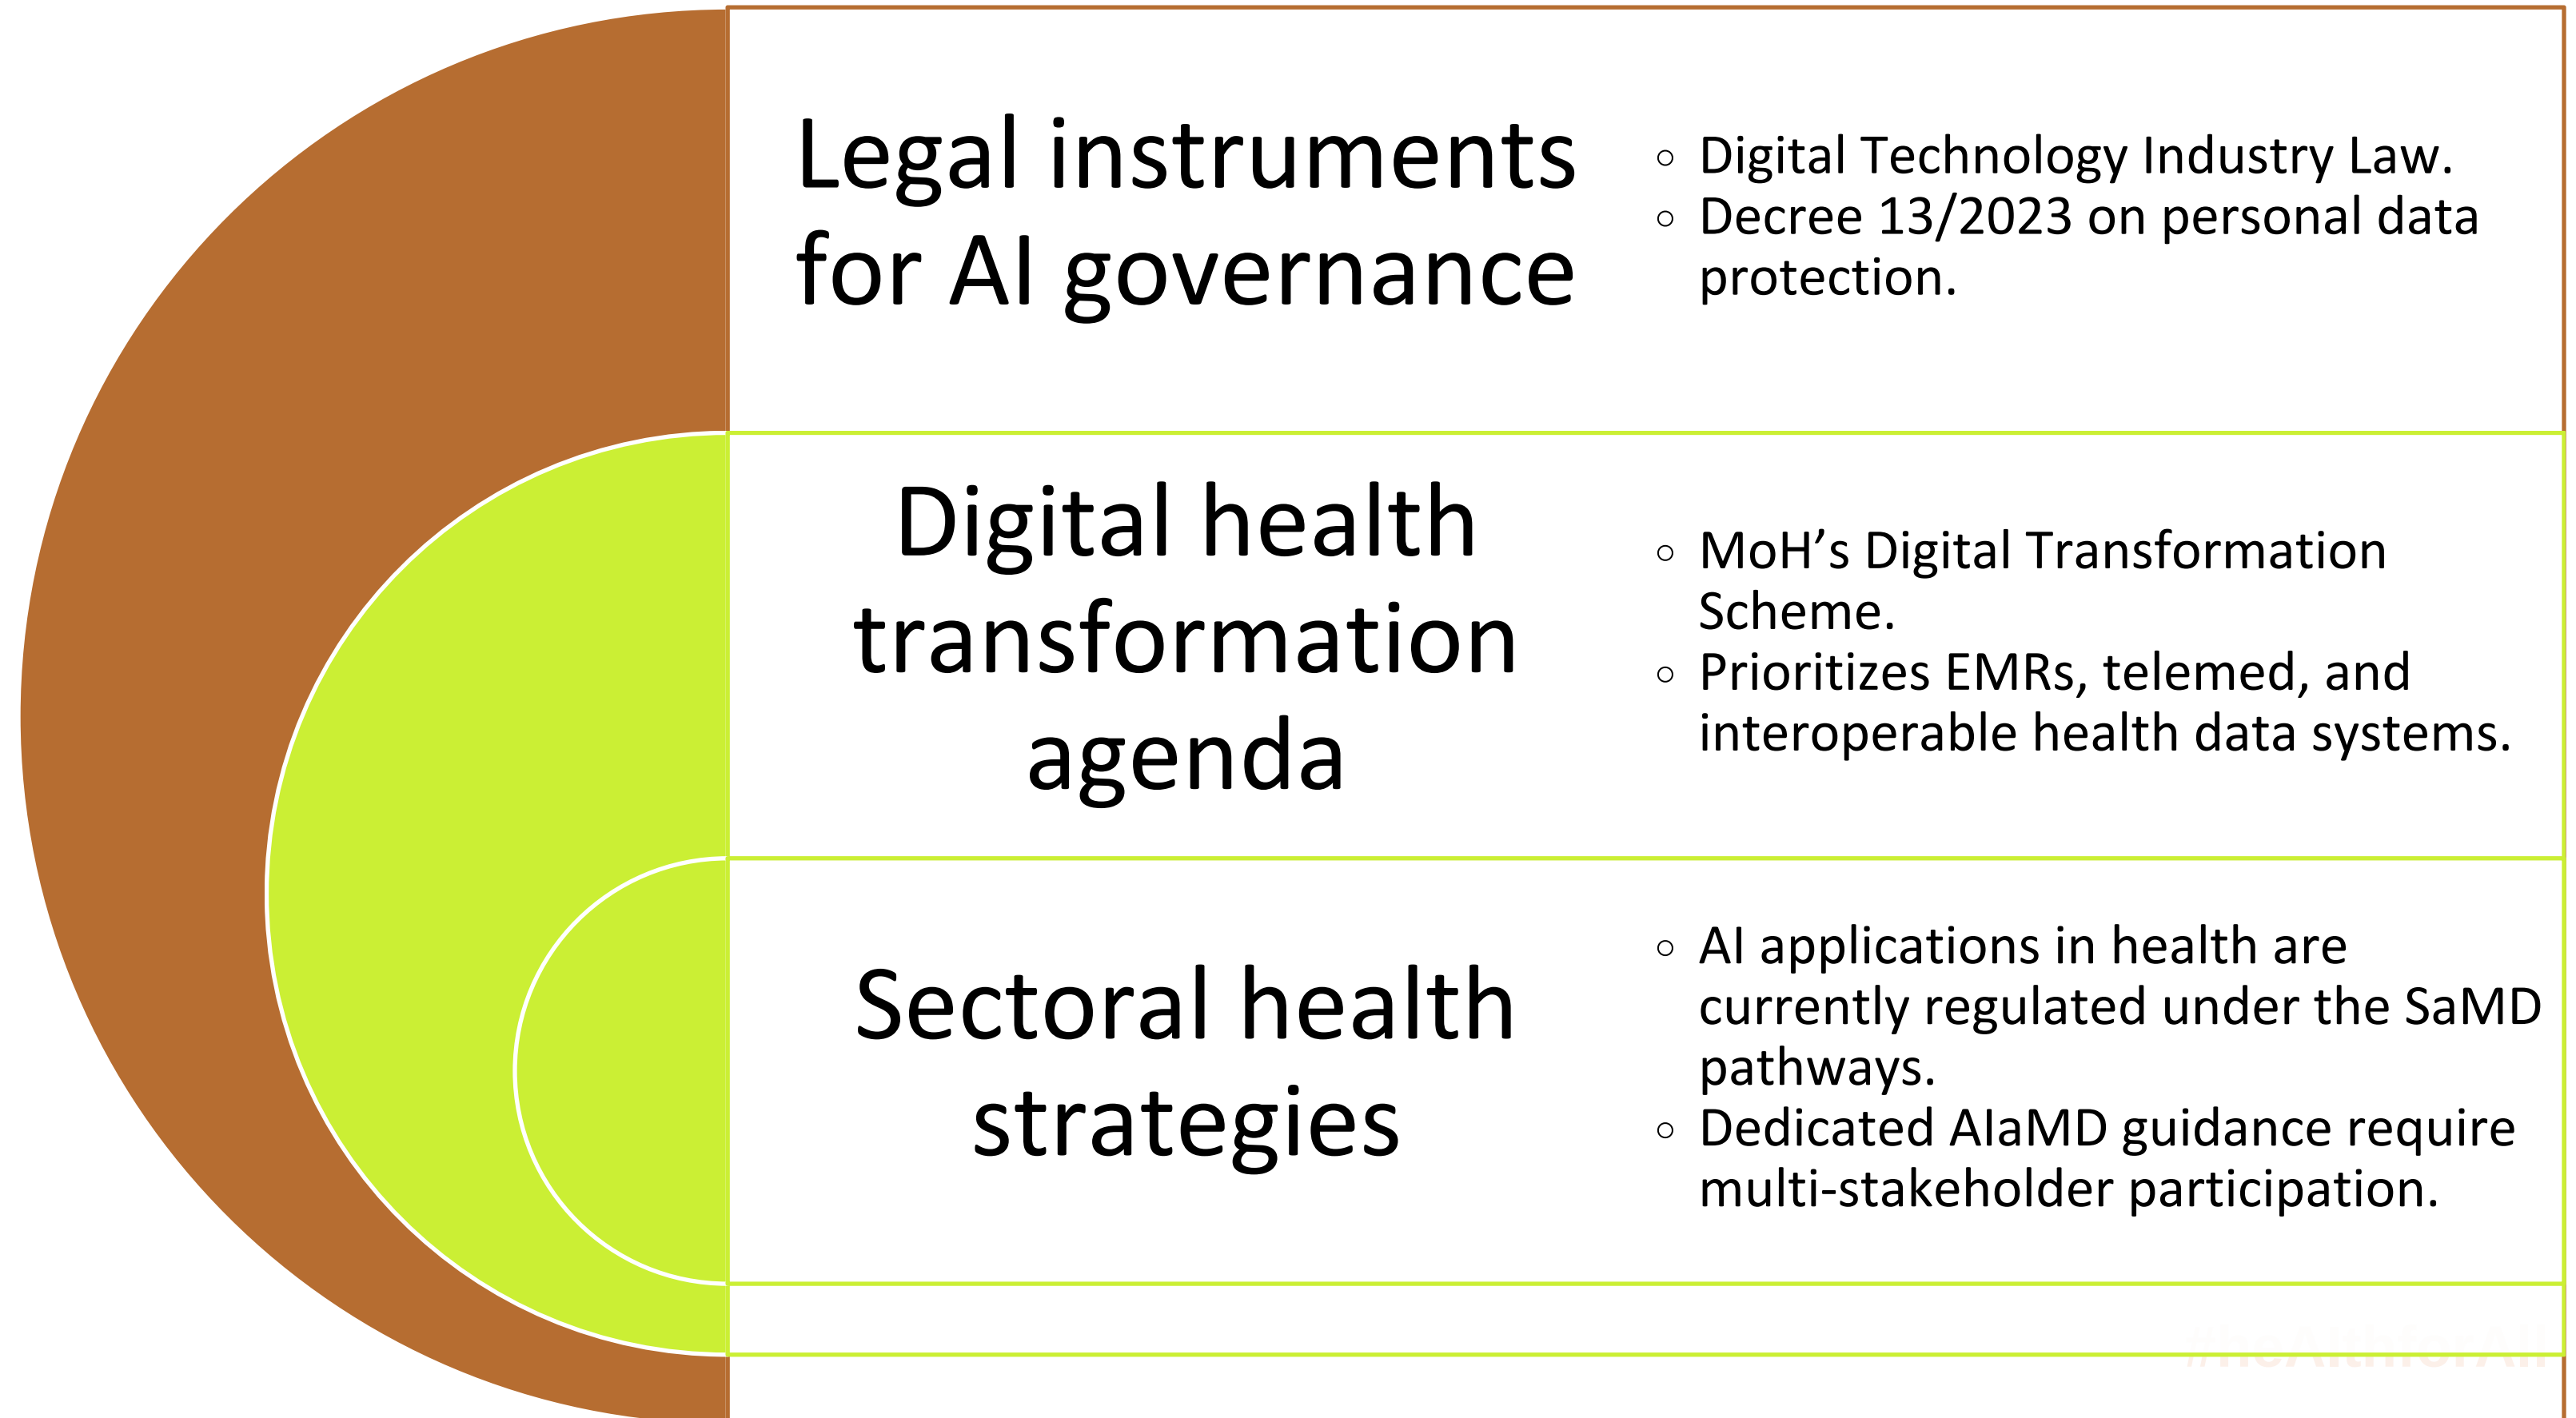 Legal instruments
for AI governance
◦ Digital Technology Industry Law.
◦ Decree 13/2023 on personal data
protection.
Digital health
transformation
agenda
◦ MoH’s Digital Transformation
Scheme.
◦ Prioritizes EMRs, telemed, and
interoperable health data systems.
Sectoral health
strategies
◦ AI applications in health are
currently regulated under the SaMD
pathways.
◦ Dedicated AIaMD guidance require
multi-stakeholder participation.
#heAIthforAll